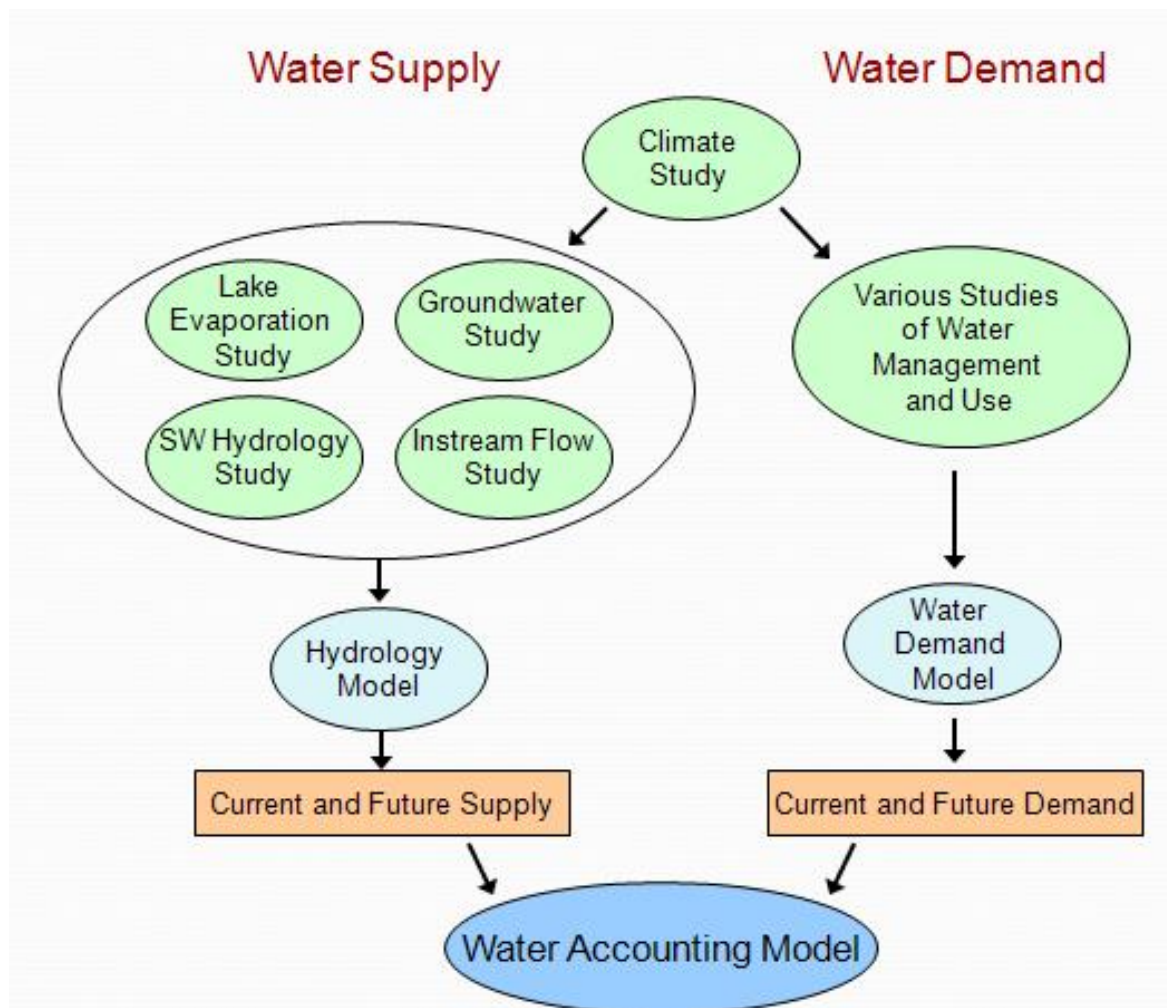 Water Supply
Water Demand
Climate
Study
Lake
Evaporation
Study
Groundwater
Study
SW Hydrology
Study
Instream Flow
Study
Various Studies
of Water
Management
and Use
Hydrology
Model
Water
Demand
Model
Current and Future Supply
Current and Future Demand
Water Accounting Model